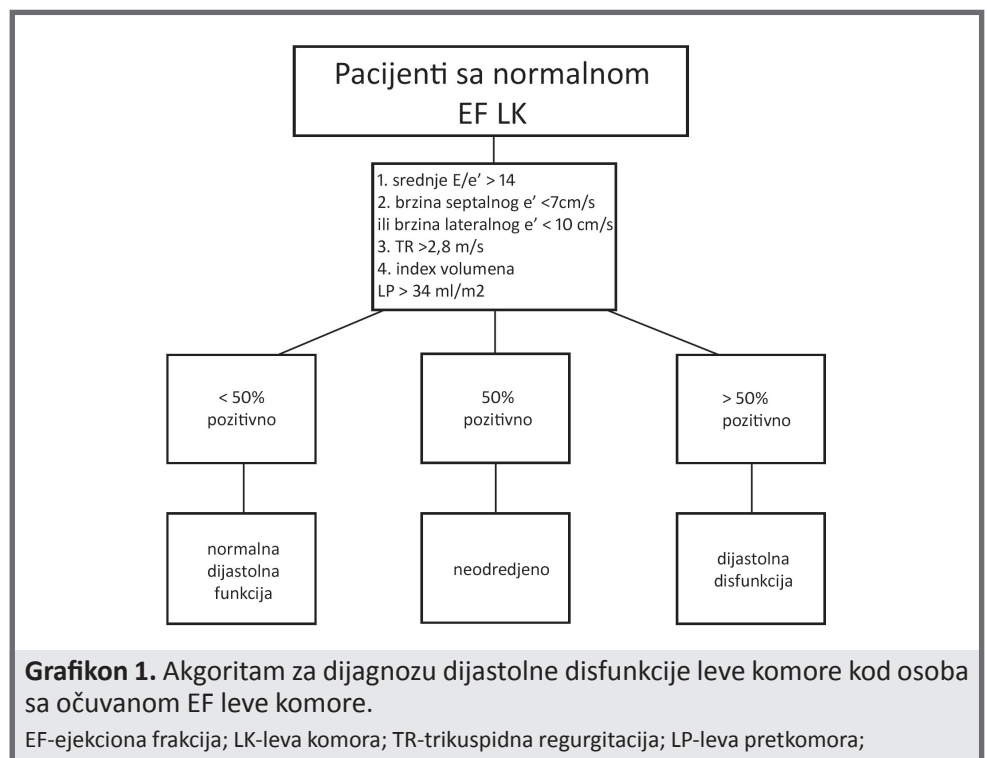 Pacijenti sa normalnom
EF LK
1. srednje E/e’ > 14
2. brzina septalnog e’ <7cm/s
ili brzina lateralnog e’ < 10 cm/s
3. TR >2,8 m/s
4. index volumena
LP > 34 ml/m2
< 50%
pozitivno
50%
pozitivno
> 50%
pozitivno
normalna
dijastolna
funkcija
neodredjeno
dijastolna
disfunkcija
Grafikon 1. Akgoritam za dijagnozu dijastolne disfunkcije leve komore kod osoba
sa očuvanom EF leve komore.
EF-ejekciona frakcija; LK-leva komora; TR-trikuspidna regurgitacija; LP-leva pretkomora;